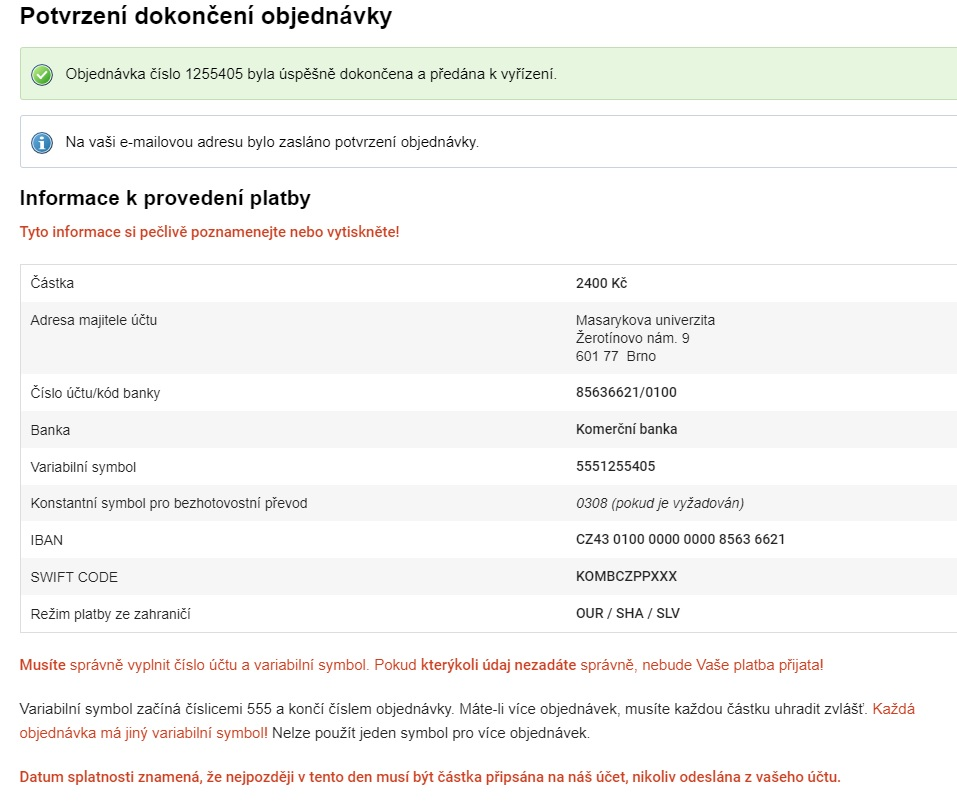 Potvrzení dokončení objednávky
Objednávka číslo 1255405 byla úspěšně dokončena a předána k vyřízení.
Na vaši e-mailovou adresu bylo zasláno potvrzení objednávky.
Informace k provedení platby
Tyto informace si pečlivě poznamenejte nebo vytiskněte!
Částka 2400 Kč
Adresa majitele účtu Masarykova univerzita
Žerotínovo nám. 9
601 77 Brno
Číslo účtu/kód banky 85636621/0100
Banka Komerční banka
Variabilní symbol 5551255405
Konstantní symbol pro bezhotovostní převod 0308 (pokud je vyžadován)
IBAN CZ43 0100 0000 0000 8563 6621
SWIFT CODE KOMBCZPPXXX
Režim platby ze zahraničí OUR / SHA / SLV
Musíte správně vyplnit číslo účtu a variabilní symbol. Pokud kterýkoli údaj nezadáte správně, nebude Vaše platba přijata!
Variabilní symbol začíná číslicemi 555 a končí číslem objednávky. Máte-li více objednávek, musíte každou částku uhradit zvlášť. Každá
objednávka má jiný variabilní symbol! Nelze použít jeden symbol pro více objednávek.
Datum splatnosti znamená, že nejpozději v tento den musí být částka připsána na náš účet, nikoliv odeslána z vašeho účtu.